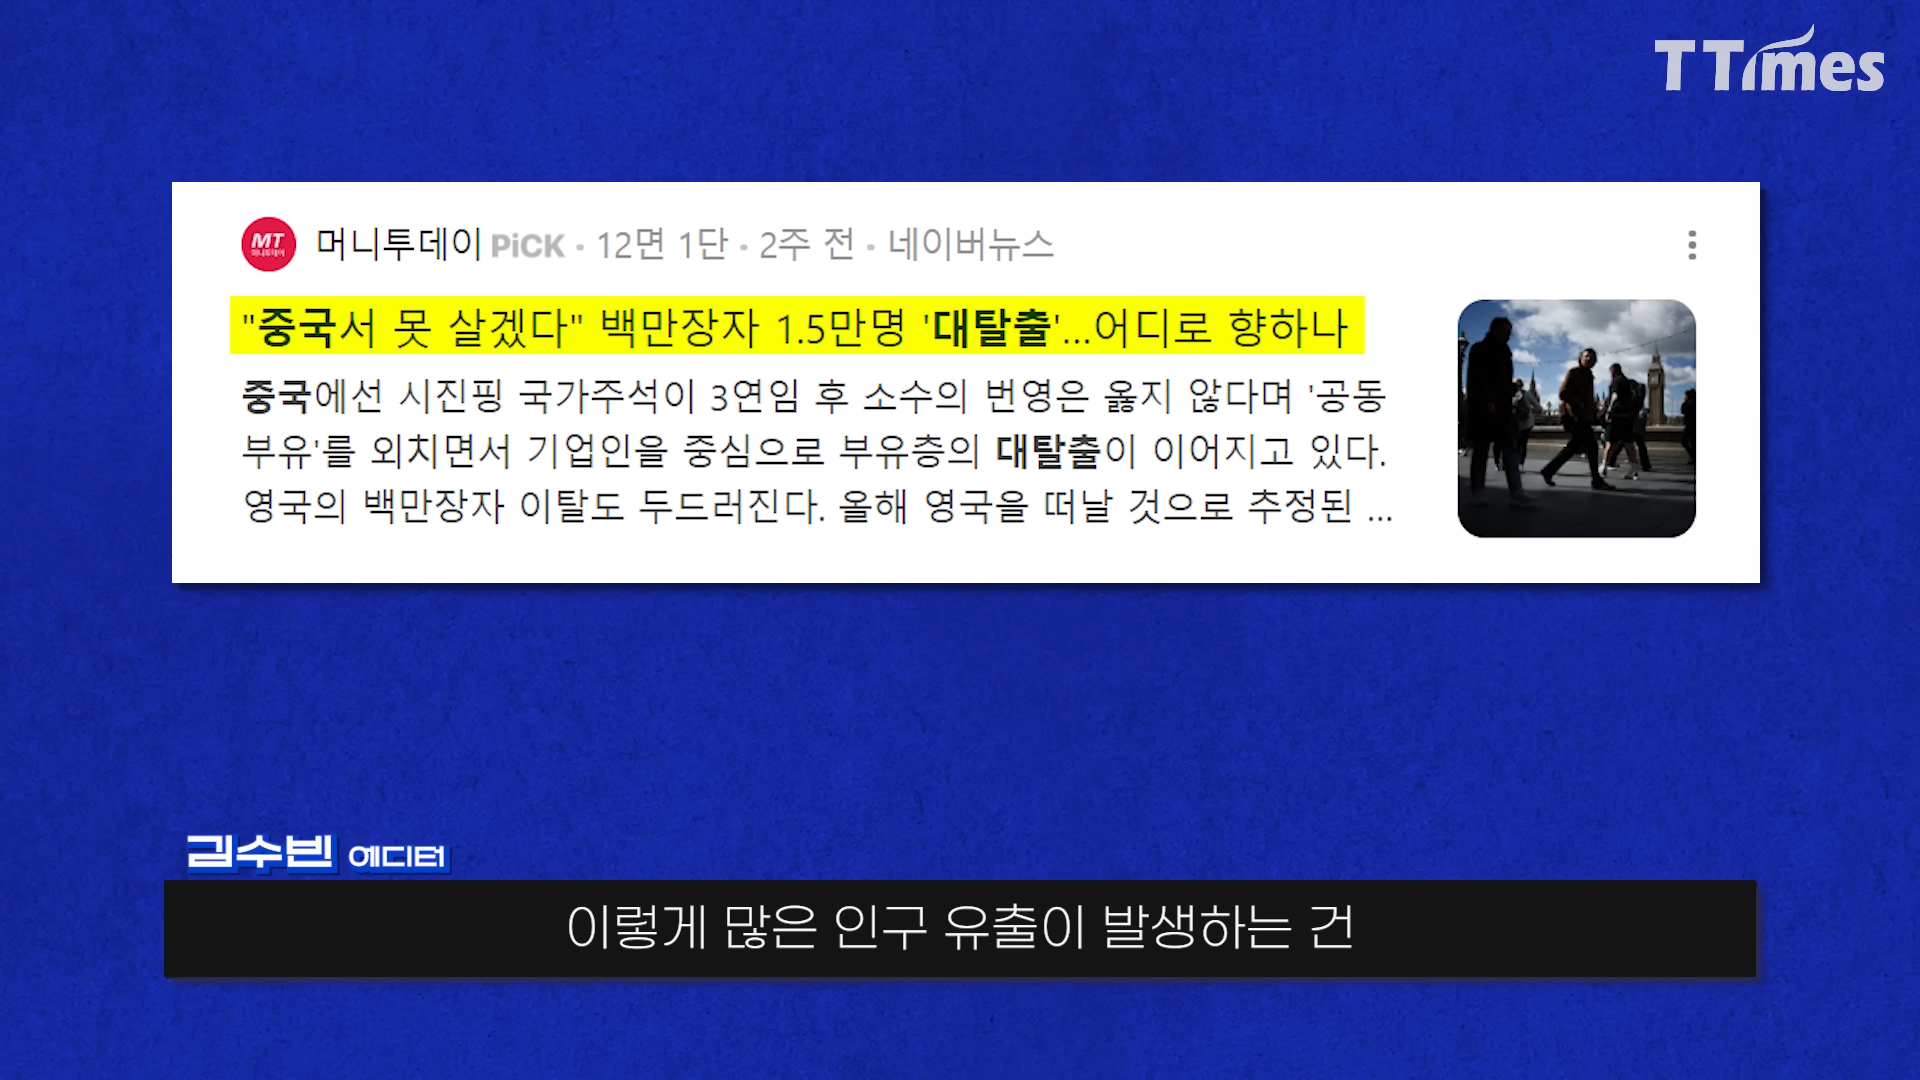 TTimes
MT
머니투데이
머니투데이 PiCK · 12면 1단 · 2주 전 · 네이버뉴스
"중국서 못 살겠다" 백만장자 1.5만명 '대탈출'...어디로 향하나
중국에선 시진핑 국가주석이 3연임 후 소수의 번영은 옳지 않다며 '공동
부유'를 외치면서 기업인을 중심으로 부유층의 대탈출이 이어지고 있다.
영국의 백만장자 이탈도 두드러진다. 올해 영국을 떠날 것으로 추정된 ...
김수빈 에디터
이렇게 많은 인구 유출이 발생하는 건